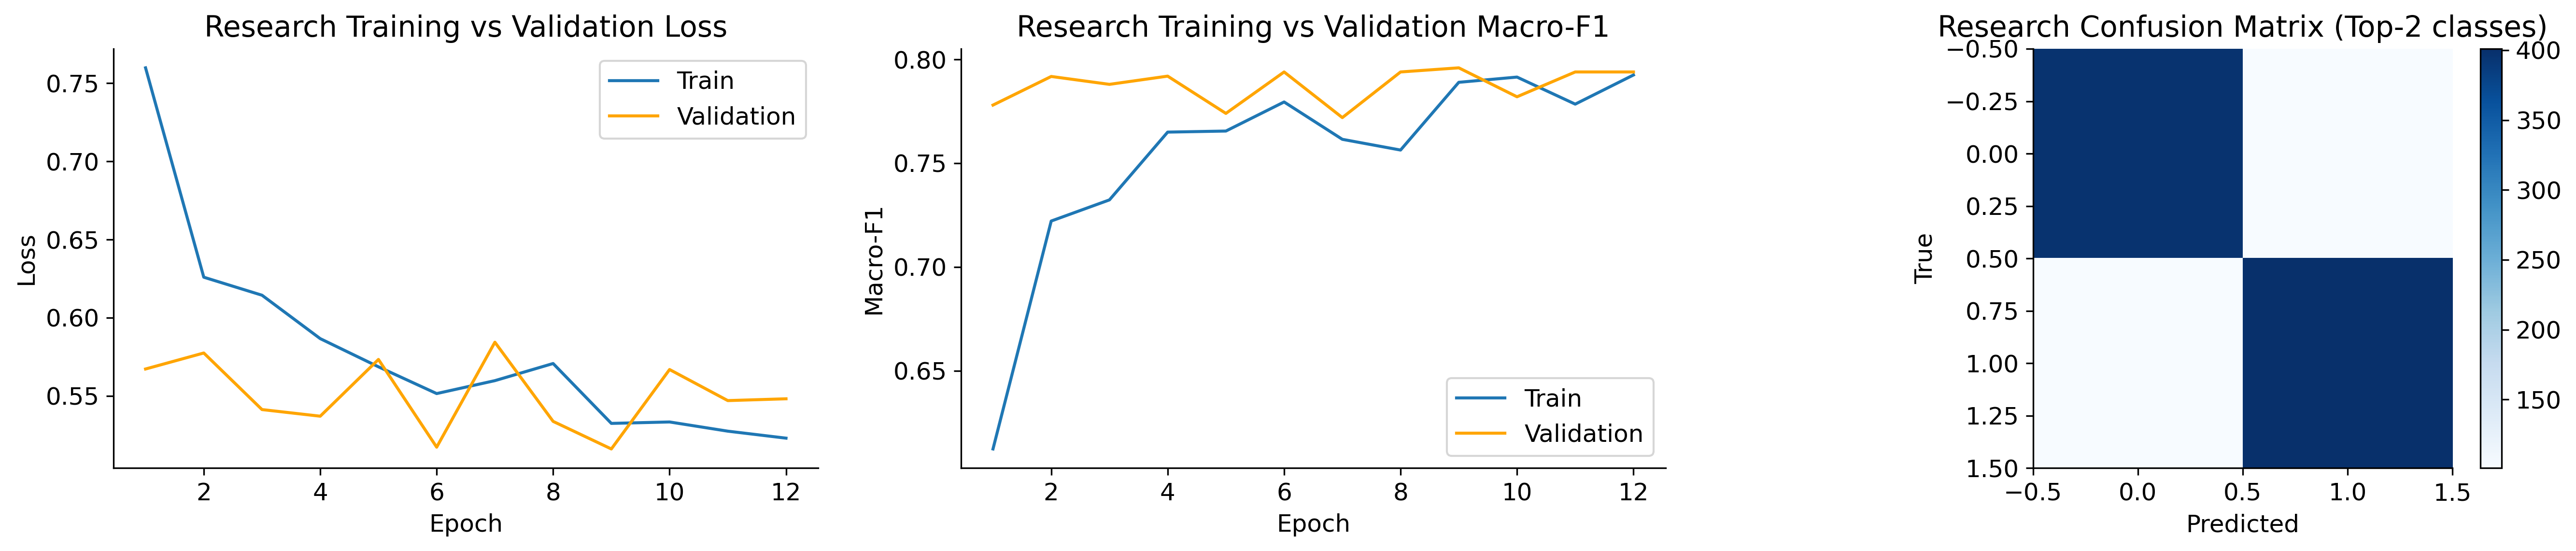 Research Training vs Validation Loss
0.75
0.70
0.65
0.60
0.55
Loss
2 4 6 8 10 12
Epoch
Train
Validation
Research Training vs Validation Macro-F1
0.80
0.75
0.70
0.65
Macro-F1
2 4 6 8 10 12
Epoch
Train
Validation
Research Confusion Matrix (Top-2 classes)
−0.50
−0.25
0.00
0.25
0.50
0.75
1.00
1.25
1.50
True
−0.5 0.0 0.5 1.0 1.5
Predicted
400
350
300
250
200
150